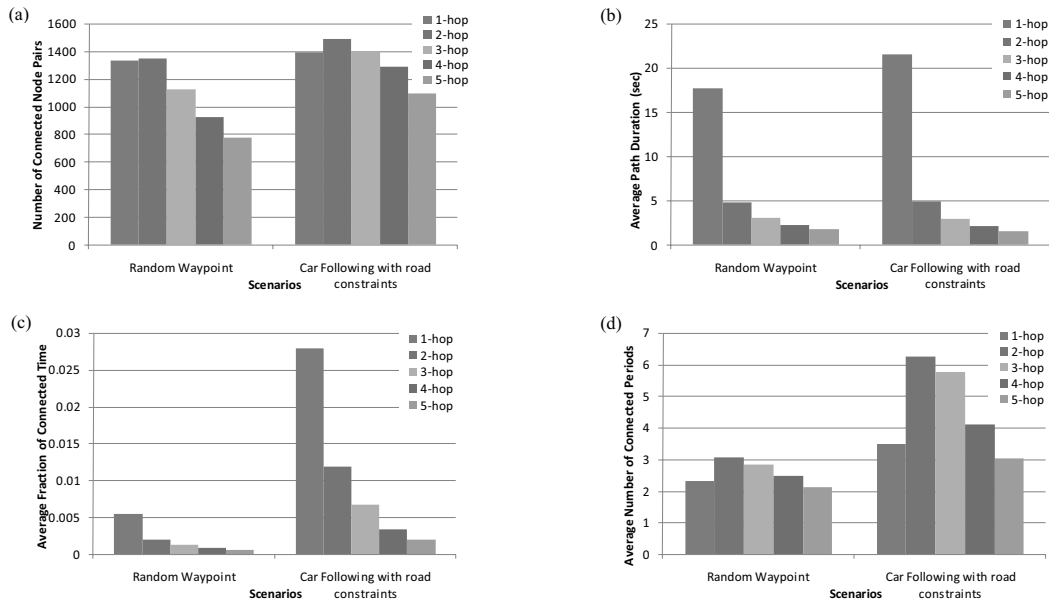 (a)
Number of Connected Node Pairs
1600
1400
1200
1000
800
600
400
200
0
1-hop
2-hop
3-hop
4-hop
5-hop
Random Waypoint
Car Following with road
constraints
Scenarios
(b)
Average Path Duration (sec)
25
20
15
10
5
0
1-hop
2-hop
3-hop
4-hop
5-hop
Random Waypoint
Car Following with road
constraints
Scenarios
(c)
Average Fraction of Connected Time
0.03
0.025
0.02
0.015
0.01
0.005
0
1-hop
2-hop
3-hop
4-hop
5-hop
Random Waypoint
Car Following with road
constraints
Scenarios
(d)
Average Number of Connected Periods
7
6
5
4
3
2
1
0
1-hop
2-hop
3-hop
4-hop
5-hop
Random Waypoint
Car Following with road
constraints
Scenarios